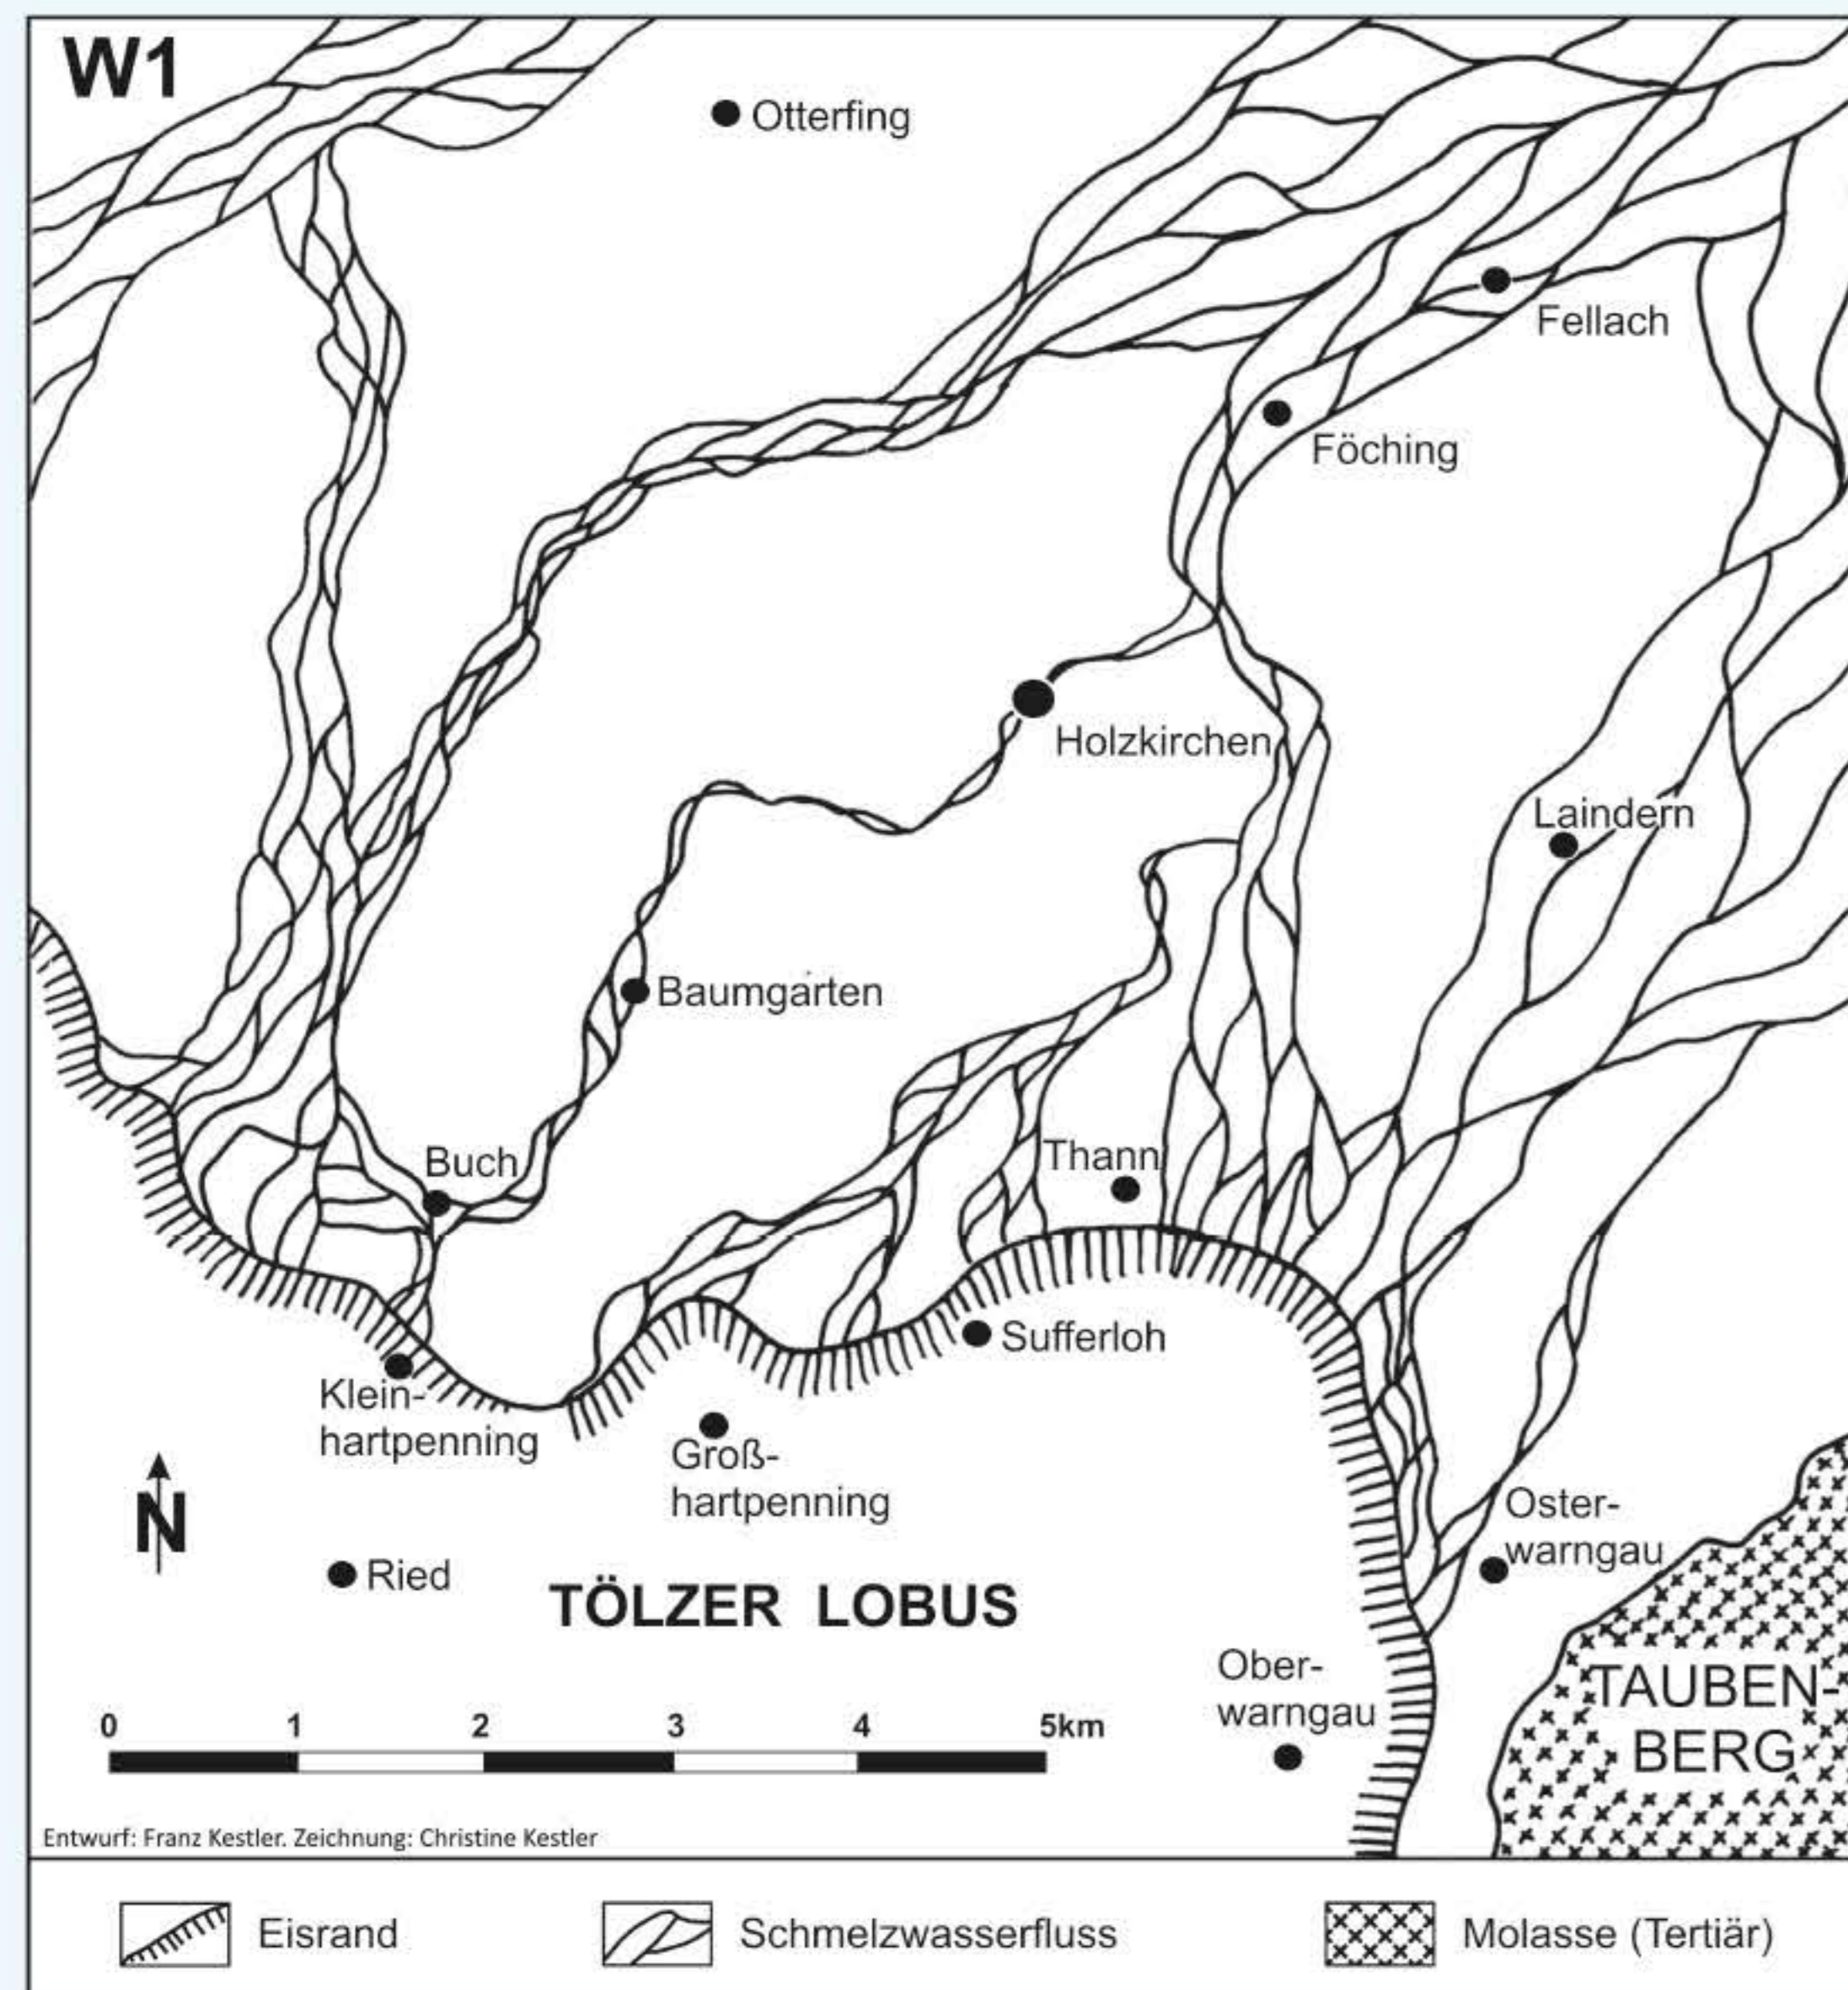 W1
Otterfing
Fellach
Föching
Holzkirchen
Laindern
Baumgarten
Buch
Thann
Sufferloh
Klein-
hartpenning
Groß-
hartpenning
N
Ried
TÖLZER LOBUS
Oster-
warngau
Ober-
warngau
TAUBEN-
BERG
0 1 2 3 4 5km
Entwurf: Franz Kestler. Zeichnung: Christine Kestler
Eisrand
Schmelzwasserfluss
Molasse (Tertiär)